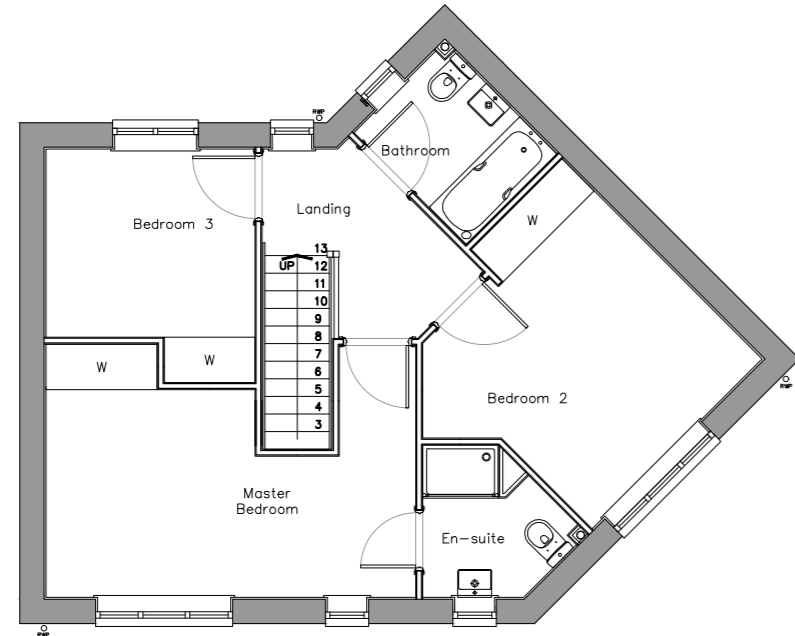 RWP
Bathroom
Landing
Bedroom 3
W
13
UP 12
11
10
9
8
7
6
5
4
3
W
W
Bedroom 2
RWP
Master
Bedroom
En-suite
RWP